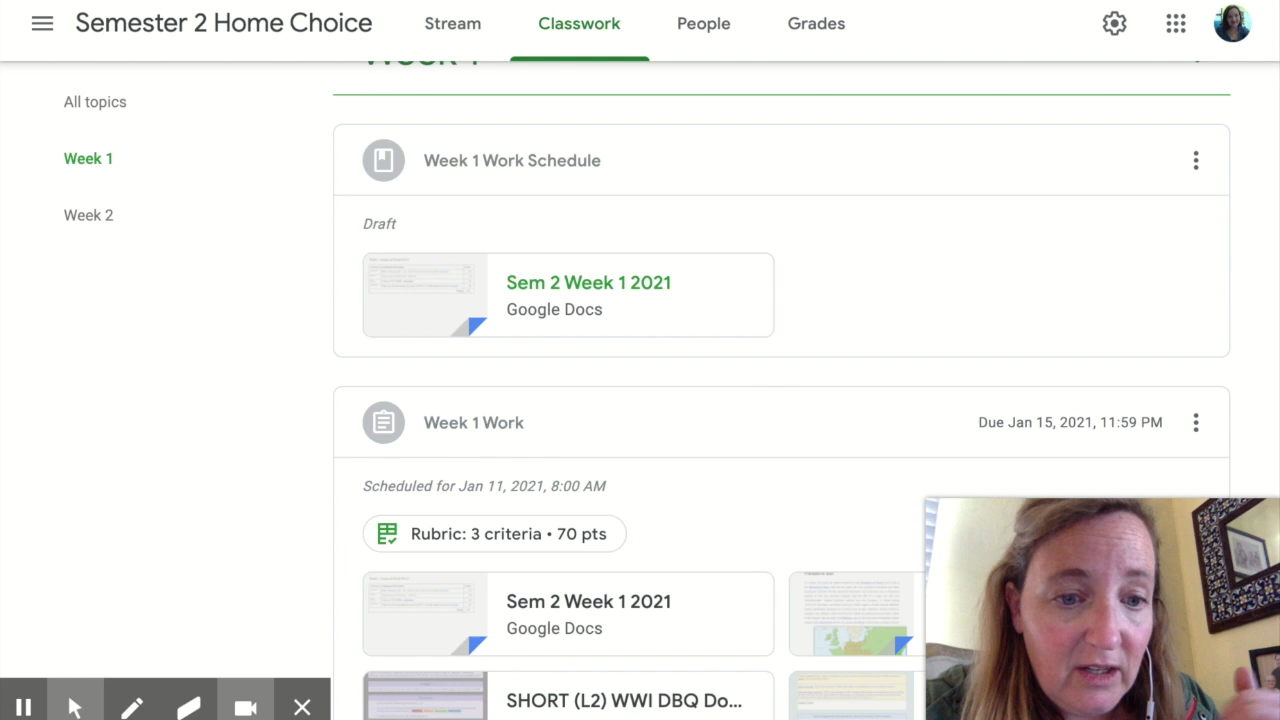 Semester 2 Home Choice
Stream
Classwork
People
Grades
Week 1
All topics
Week 1
Week 2
Week 1 Work Schedule
Draft
Sem 2 Week 1 2021
Google Docs
Week 1 Work
Due Jan 15, 2021, 11:59 PM
Scheduled for Jan 11, 2021, 8:00 AM
Rubric: 3 criteria • 70 pts
Sem 2 Week 1 2021
Google Docs
SHORT (L2) WWI DBQ Do...